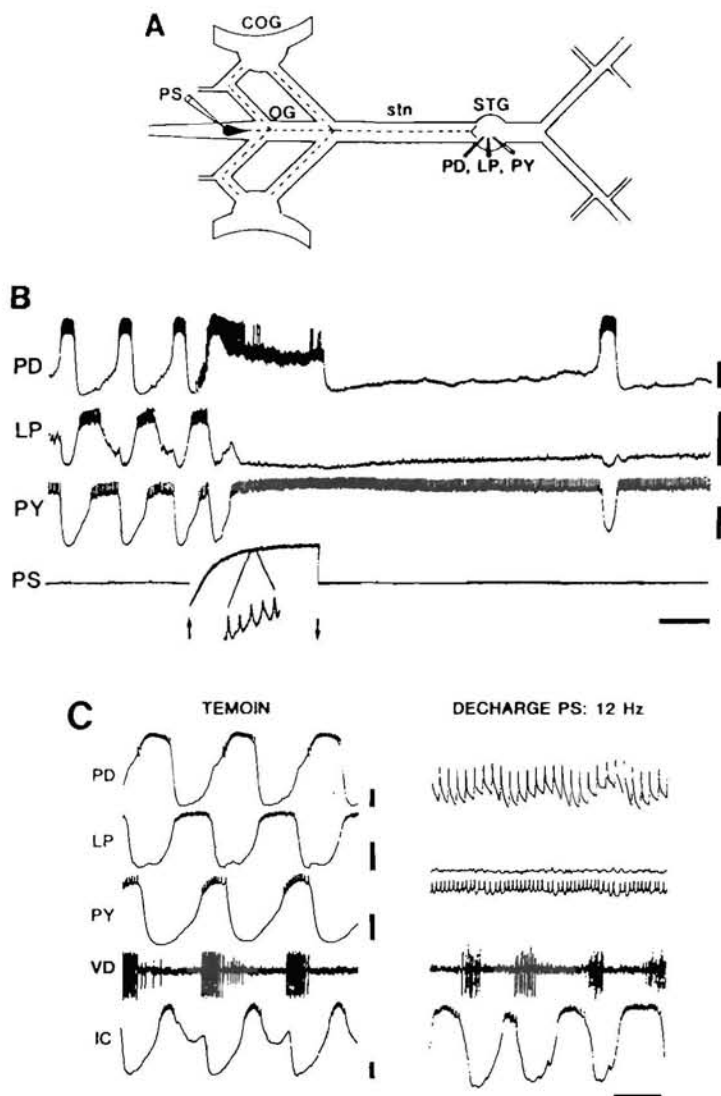 A
COG
PS
OG
stn
STG
PD, LP, PY
B
PD
LP
PY
PS
C
TEMOIN
DECHARGE PS: 12 Hz
PD
LP
PY
VD
IC